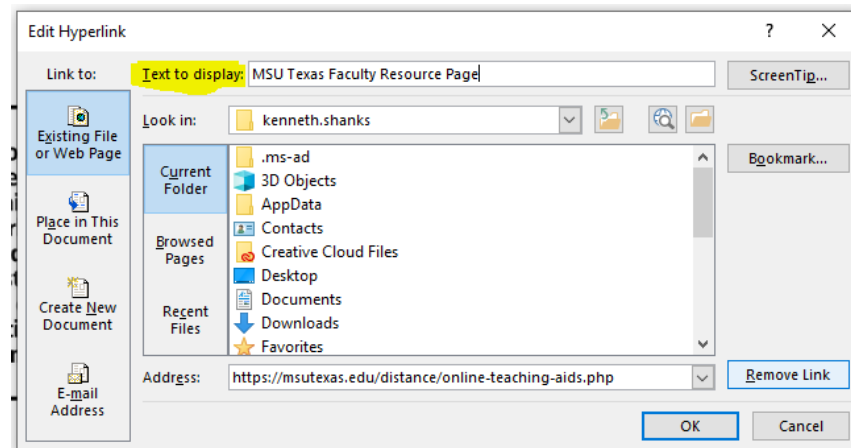 Edit Hyperlink
? ×
Link to:
Text to display: MSU Texas Faculty Resource Page
ScreenTip...
Existing File
or Web Page
Place in This
Document
Create New
Document
E-mail
Address
Look in: kenneth.shanks
Current
Folder
Browsed
Pages
Recent
Files
.ms-ad
3D Objects
AppData
Contacts
Creative Cloud Files
Desktop
Documents
Downloads
Favorites
Bookmark...
Address: https://msutexas.edu/distance/online-teaching-aids.php
Remove Link
OK
Cancel